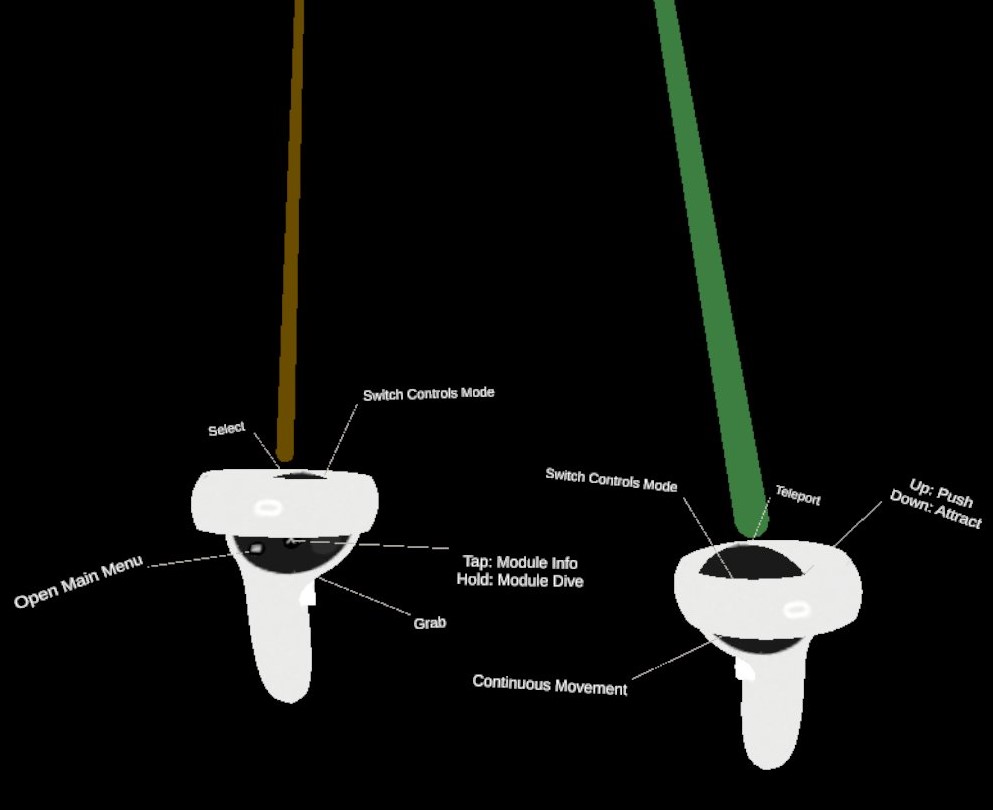 Switch Controls Mode
Select
Open Main Menu
Tap: Module Info
Hold: Module Dive
Grab
Switch Controls Mode
Teleport
Up: Push
Down: Attract
Continuous Movement